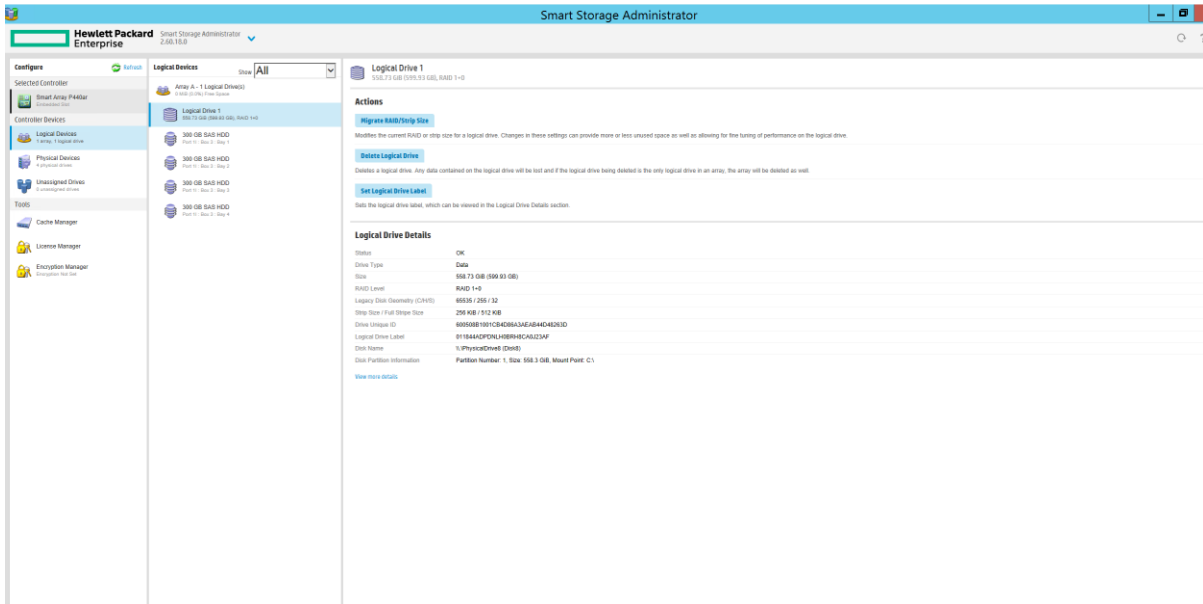 Smart Storage Administrator
Hewlett Packard
Enterprise
Smart Storage Administrator
2.60.18.0
Configure
Refresh
Selected Controller
Smart Array P440ar
Embedded Slot
Controller Devices
Logical Devices
1 array, 1 logical drive
Physical Devices
4 physical drives
Unassigned Drives
0 unassigned drives
Tools
Cache Manager
License Manager
Encryption Manager
Encryption Not Set
Logical Devices
Show All
Array A - 1 Logical Drive(s)
0 MiB (0.0%) Free Space
Logical Drive 1
558.73 GiB (599.93 GB), RAID 1+0
300 GB SAS HDD
Port 1I : Box 2 : Bay 1
300 GB SAS HDD
Port 1I : Box 2 : Bay 2
300 GB SAS HDD
Port 1I : Box 2 : Bay 3
300 GB SAS HDD
Port 1I : Box 2 : Bay 4
Logical Drive 1
558.73 GiB (599.93 GB), RAID 1+0
Actions
Migrate RAID/Strip Size
Modifies the current RAID or strip size for a logical drive. Changes in these settings can provide more or less unused space as well as allowing for fine tuning of performance on the logical drive.
Delete Logical Drive
Deletes a logical drive. Any data contained on the logical drive will be lost and if the logical drive being deleted is the only logical drive in an array, the array will be deleted as well.
Set Logical Drive Label
Sets the logical drive label, which can be viewed in the Logical Drive Details section.
Logical Drive Details
Status OK
Drive Type Data
Size 558.73 GiB (599.93 GB)
RAID Level RAID 1+0
Legacy Disk Geometry (C/H/S) 65535 / 255 / 32
Strip Size / Full Stripe Size 256 KiB / 512 KiB
Drive Unique ID
Logical Drive Label
Disk Name
Disk Partition Information Partition Number: 1, Size: 558.3 GiB, Mount Point: C:\
View more details